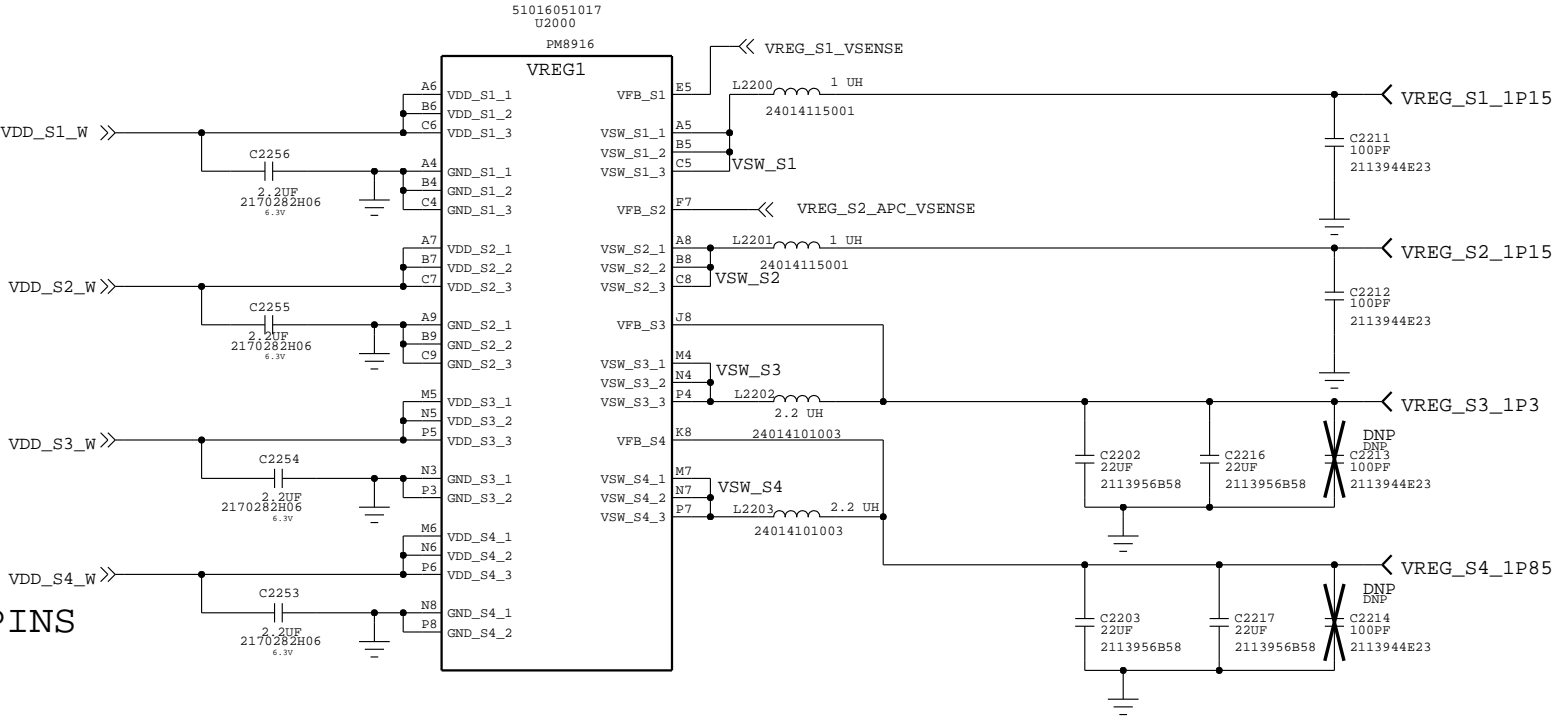 51016051017
U2000
PM8916
VREG1
VREG_S1_VSENSE
A6 VDD_S1_1
B6 VDD_S1_2
C6 VDD_S1_3
VDD_S1_W
C2256
2.2UF
2170282H06
6.3V
A4 GND_S1_1
B4 GND_S1_2
C4 GND_S1_3
A7 VDD_S2_1
B7 VDD_S2_2
C7 VDD_S2_3
VDD_S2_W
C2255
2.2UF
2170282H06
6.3V
A9 GND_S2_1
B9 GND_S2_2
C9 GND_S2_3
M5 VDD_S3_1
N5 VDD_S3_2
P5 VDD_S3_3
VDD_S3_W
C2254
2.2UF
2170282H06
6.3V
N3 GND_S3_1
P3 GND_S3_2
M6 VDD_S4_1
N6 VDD_S4_2
P6 VDD_S4_3
VDD_S4_W
C2253
2.2UF
2170282H06
6.3V
N8 GND_S4_1
P8 GND_S4_2
PINS
VFB_S1 E5
VSW_S1_1 A5
VSW_S1_2 B5
VSW_S1_3 C5
VSW_S1
L2200 1 UH
24014115001
VREG_S1_1P15
C2211
100PF
2113944E23
VFB_S2 F7
VREG_S2_APC_VSENSE
VSW_S2_1 A8
VSW_S2_2 B8
VSW_S2_3 C8
VSW_S2
L2201 1 UH
24014115001
VREG_S2_1P15
C2212
100PF
2113944E23
VFB_S3 J8
VSW_S3_1 M4
VSW_S3_2 N4
VSW_S3_3 P4
VSW_S3
L2202
2.2 UH
24014101003
VREG_S3_1P3
C2202
22UF
2113956B58
C2216
22UF
2113956B58
DNP
DNP
C2213
100PF
2113944E23
VFB_S4 K8
VSW_S4_1 M7
VSW_S4_2 N7
VSW_S4_3 P7
VSW_S4
L2203 2.2 UH
24014101003
VREG_S4_1P85
C2203
22UF
2113956B58
C2217
22UF
2113956B58
DNP
DNP
C2214
100PF
2113944E23